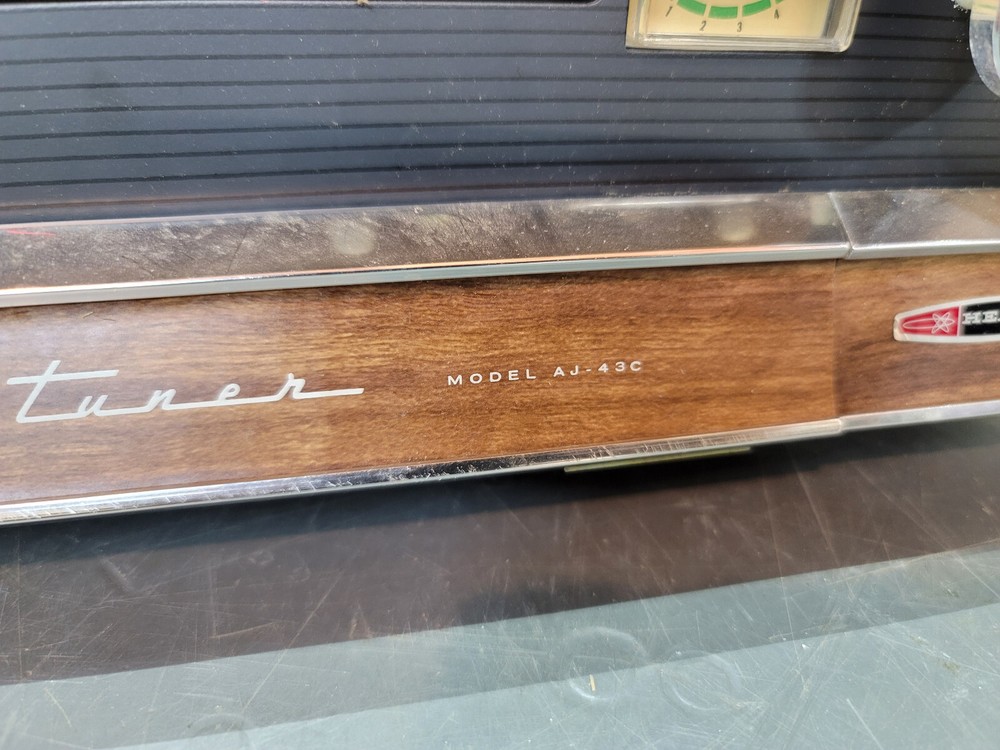 1 2 3 4
tuner
MODEL AJ-43C